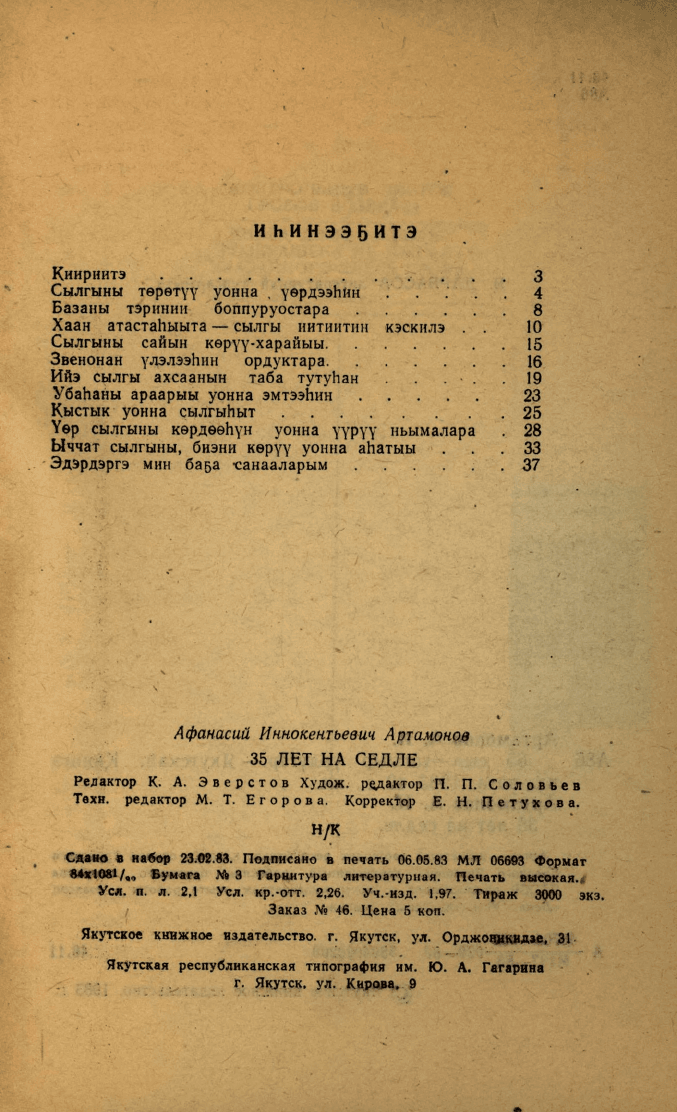 ИҺИНЭЭҔИТЭ
Қиириитэ . . . . . . . . . . . . 3
Сылгыны төрөтүү уонна үөрдээһин . . . . . 4
Базаны тэринии боппуруостара . . . . . . 8
Хаан атастаһыыта — сылгы иитиитин кэскилэ . . 10
Сылгыны сайын көрүү-харайыы. . . . . . . 15
Звенонан үлэлээһин ордуктара. . . . . . . 16
Ийэ сылгы ахсаанын таба тутуһан . . . . . 19
Убаһаны араарыы уонна эмтээһин . . . . . 23
Қыстык уонна сылгыһыт . . . . . . . . 25
Үөр сылгыны көрдөөһүн уонна үүрүү ньымалара . 28
Ыччат сылгыны, биэни көрүү уонна аһатыы . . . 33
Эдэрдэргэ мин баҕа санааларым . . . . . . 37
Афанасий Иннокентьевич Артамонов
35 ЛЕТ НА СЕДЛЕ
Редактор К. А. Эверстов Худож. редактор П. П. Соловьев
Техн. редактор М. Т. Егорова. Корректор Е. Н. Петухова.
Н/К
Сдано в набор 23.02.83. Подписано в печать 06.05.83 МЛ 06693 Формат
84х108¹/₃₂ Бумага № 3 Гарнитура литературная. Печать высокая.
Усл. п. л. 2,1 Усл. кр.-отт. 2,26. Уч.-изд. 1,97. Тираж 3000 экз.
Заказ № 46. Цена 5 коп.
Якутское книжное издательство. г. Якутск, ул. Орджоникидзе, 31
Якутская республиканская типография им. Ю. А. Гагарина
г. Якутск, ул. Кирова, 9